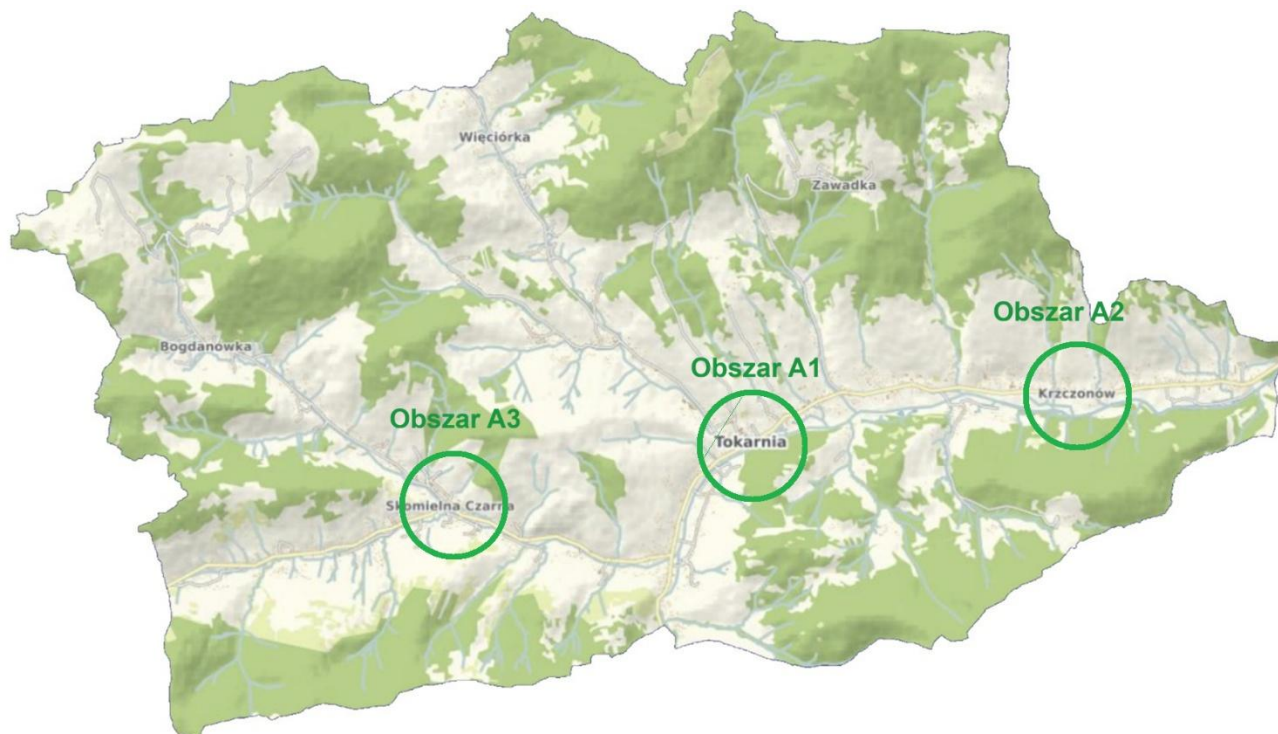 Więciórka
Zawadka
Obszar A2
Bogdanówka
Obszar A1
Krzczonów
Obszar A3
Tokarnia
Skomielna Czarna